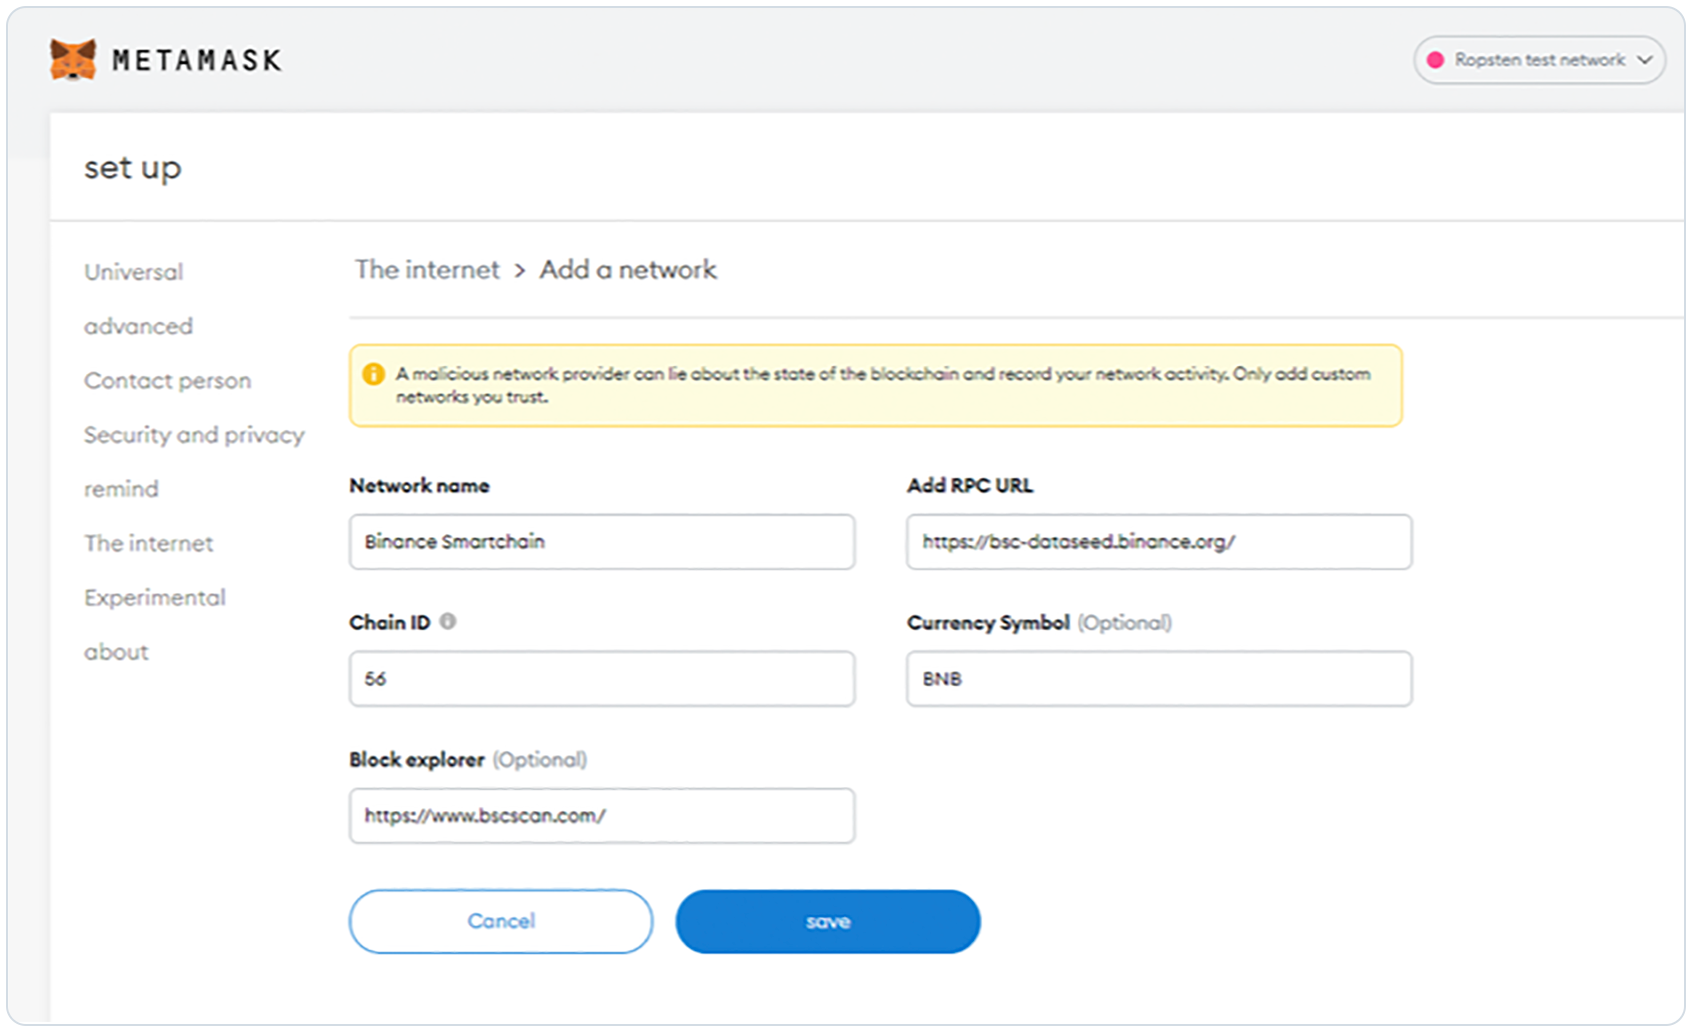 METAMASK
Ropsten test network
set up
Universal
advanced
Contact person
Security and privacy
remind
The internet
Experimental
about
The internet > Add a network
A malicious network provider can lie about the state of the blockchain and record your network activity. Only add custom
networks you trust.
Network name
Binance Smartchain
Add RPC URL
https://bsc-dataseed.binance.org/
Chain ID
56
Currency Symbol (Optional)
BNB
Block explorer (Optional)
https://www.bscscan.com/
Cancel
save